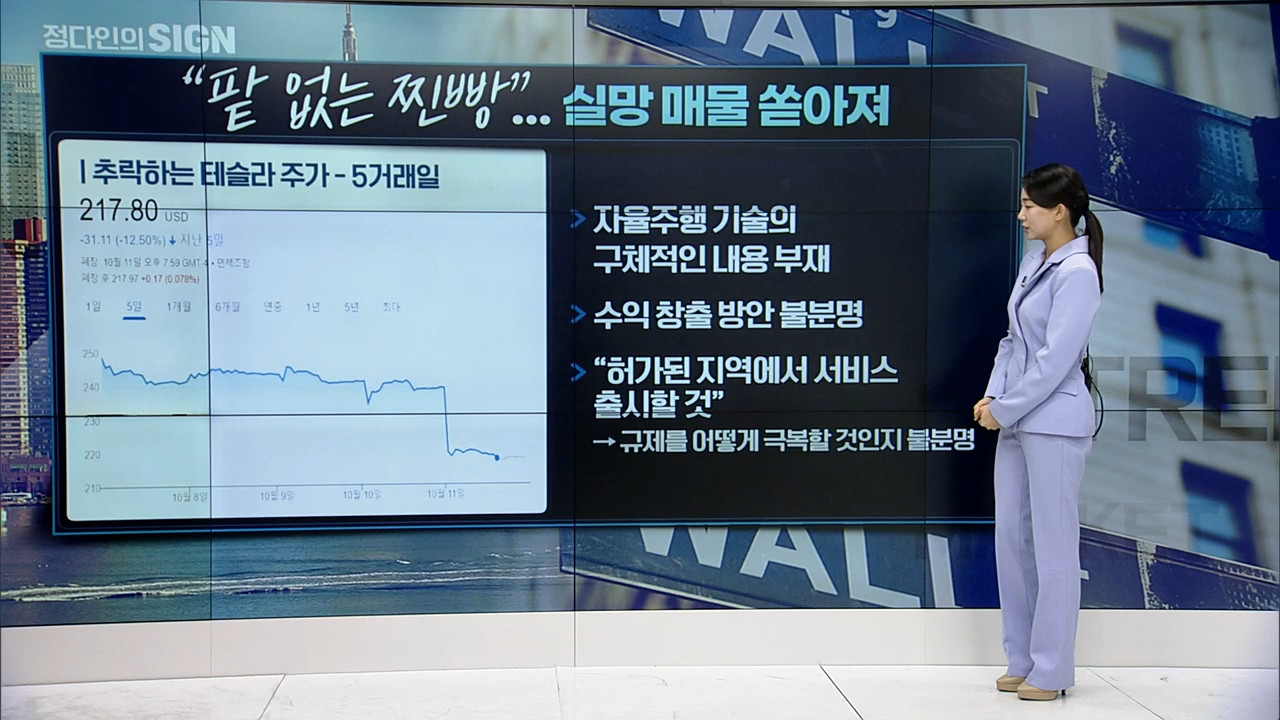 정다인의 SIGN
“팥 없는 찐빵”... 실망 매물 쏟아져
| 추락하는 테슬라 주가 - 5거래일
217.80 USD
-31.11 (-12.50%) ↓ 지난 5일
폐장: 10월 11일 오후 7:59 GMT-4 • 면책조항
폐장 후 217.97 +0.17 (0.078%)
1일 5일 1개월 6개월 연중 1년 5년 최대
250
240
230
220
210
10월 8일 10월 9일 10월 10일 10월 11일
자율주행 기술의
구체적인 내용 부재
수익 창출 방안 불분명
“허가된 지역에서 서비스
출시할 것”
→ 규제를 어떻게 극복할 것인지 불분명
WALL
WALL